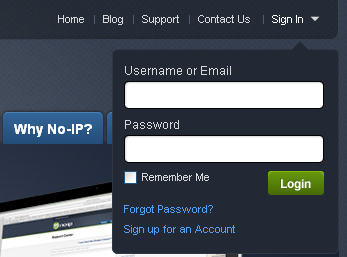 Home | Blog | Support | Contact Us | Sign In
Username or Email
Password
Why No-IP?
Remember Me
Login
Forgot Password?
Sign up for an Account